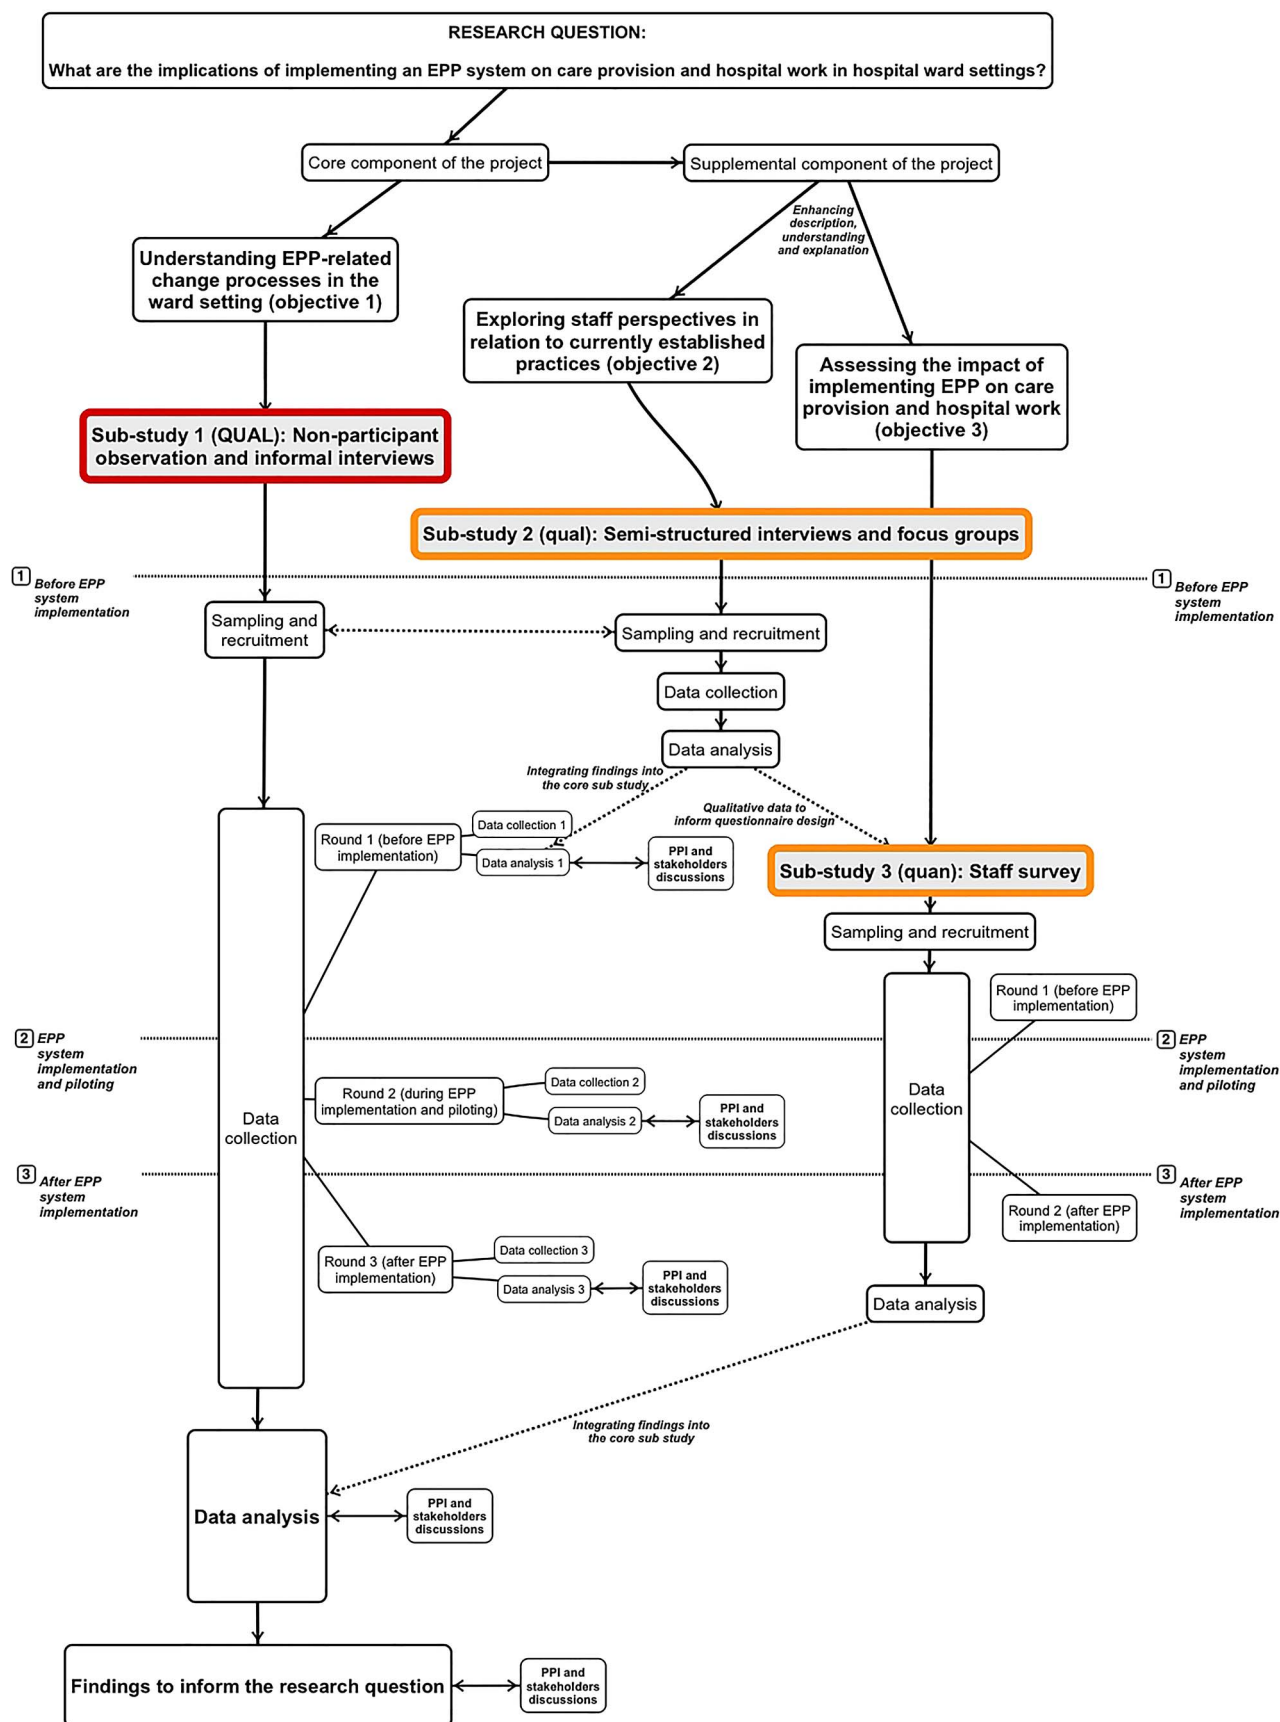 RESEARCH QUESTION:
What are the implications of implementing an EPP system on care provision and hospital work in hospital ward settings?
Core component of the project
Supplemental component of the project
Enhancing
description,
understanding
and explanation
Understanding EPP-related
change processes in the
ward setting (objective 1)
Exploring staff perspectives in
relation to currently established
practices (objective 2)
Assessing the impact of
implementing EPP on care
provision and hospital work
(objective 3)
Sub-study 1 (QUAL): Non-participant
observation and informal interviews
Sub-study 2 (qual): Semi-structured interviews and focus groups
1
Before EPP
system
implementation
1
Before EPP
system
implementation
Sampling and
recruitment
Sampling and recruitment
Data collection
Data analysis
Integrating findings into
the core sub study
Qualitative data to
inform questionnaire design
Round 1 (before EPP
implementation)
Data collection 1
Data analysis 1
PPI and
stakeholders
discussions
Sub-study 3 (quan): Staff survey
Sampling and recruitment
Round 1 (before EPP
implementation)
2
EPP
system
implementation
and piloting
2
EPP
system
implementation
and piloting
Data
collection
Round 2 (during EPP
implementation and piloting)
Data collection 2
Data analysis 2
PPI and
stakeholders
discussions
Data
collection
3
After EPP
system
implementation
3
After EPP
system
implementation
Round 2 (after EPP
implementation)
Round 3 (after EPP
implementation)
Data collection 3
Data analysis 3
PPI and
stakeholders
discussions
Data analysis
Integrating findings into
the core sub study
Data analysis
PPI and
stakeholders
discussions
Findings to inform the research question
PPI and
stakeholders
discussions